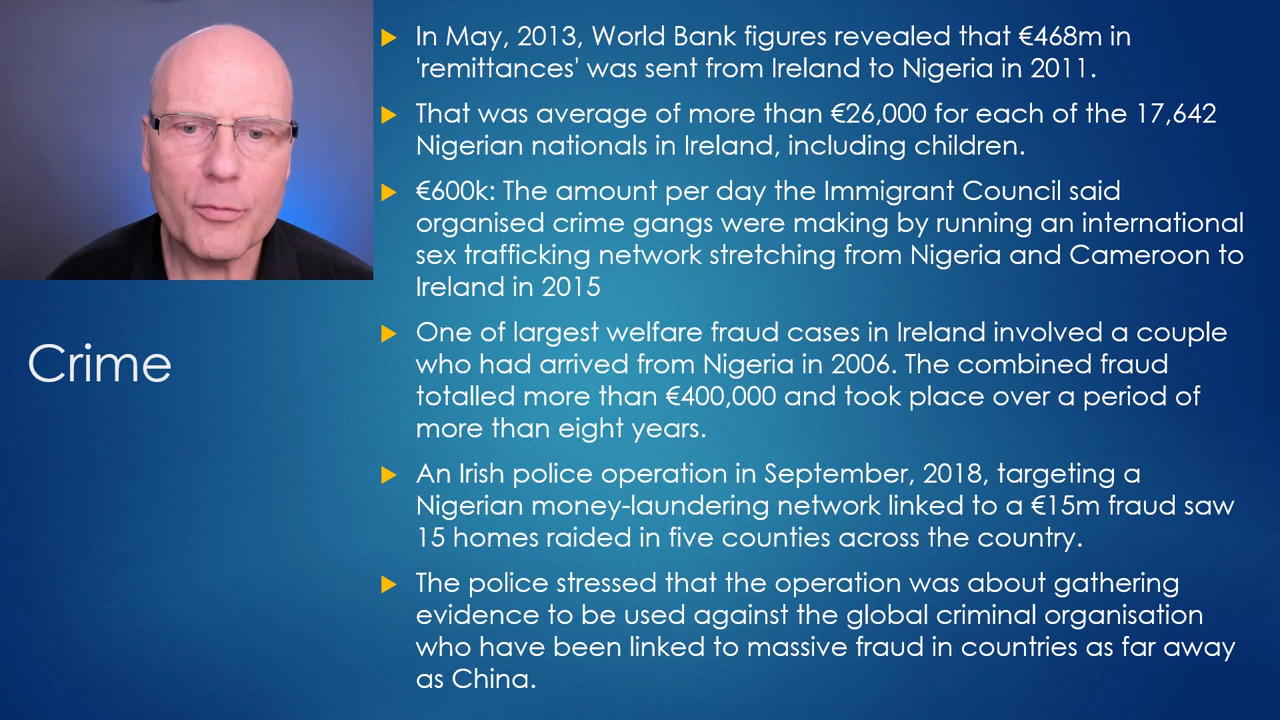 In May, 2013, World Bank figures revealed that €468m in
'remittances' was sent from Ireland to Nigeria in 2011.
That was average of more than €26,000 for each of the 17,642
Nigerian nationals in Ireland, including children.
€600k: The amount per day the Immigrant Council said
organised crime gangs were making by running an international
sex trafficking network stretching from Nigeria and Cameroon to
Ireland in 2015
Crime
One of largest welfare fraud cases in Ireland involved a couple
who had arrived from Nigeria in 2006. The combined fraud
totalled more than €400,000 and took place over a period of
more than eight years.
An Irish police operation in September, 2018, targeting a
Nigerian money-laundering network linked to a €15m fraud saw
15 homes raided in five counties across the country.
The police stressed that the operation was about gathering
evidence to be used against the global criminal organisation
who have been linked to massive fraud in countries as far away
as China.